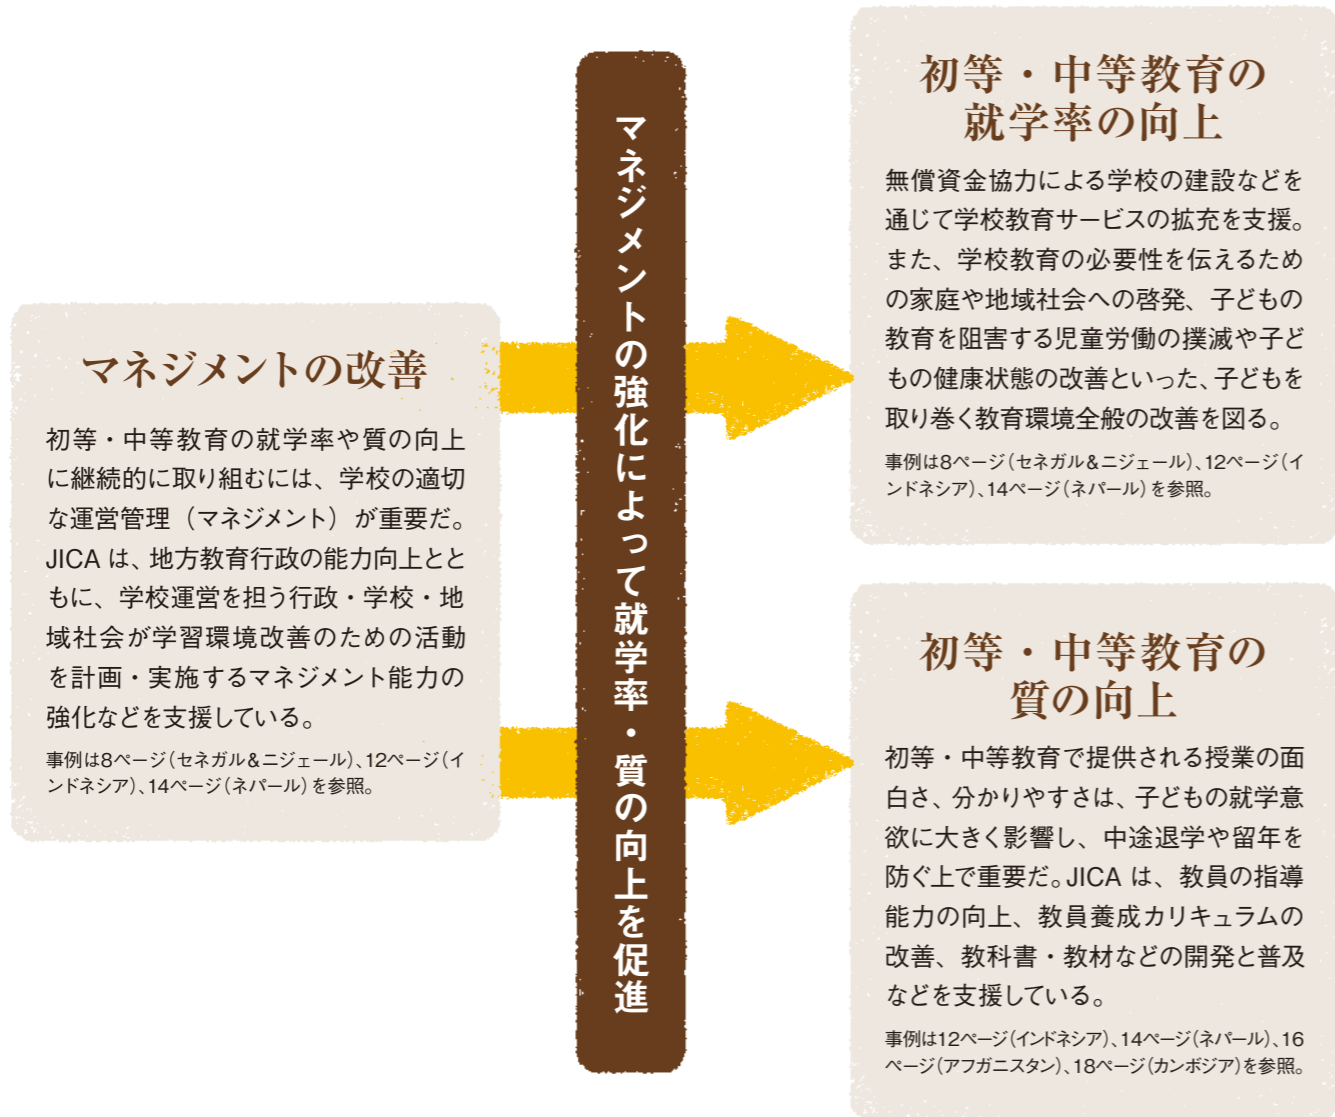 マネジメントの改善
初等・中等教育の就学率や質の向上
に継続的に取り組むには、学校の適切
な運営管理（マネジメント）が重要だ。
JICA は、地方教育行政の能力向上とと
もに、学校運営を担う行政・学校・地
域社会が学習環境改善のための活動
を計画・実施するマネジメント能力の
強化などを支援している。
事例は8ページ（セネガル＆ニジェール）、12ページ（イ
ンドネシア）、14ページ（ネパール）を参照。
マネジメントの強化によって就学率・質の向上を促進
初等・中等教育の
就学率の向上
無償資金協力による学校の建設などを
通じて学校教育サービスの拡充を支援。
また、学校教育の必要性を伝えるため
の家庭や地域社会への啓発、子どもの
教育を阻害する児童労働の撲滅や子ど
もの健康状態の改善といった、子どもを
取り巻く教育環境全般の改善を図る。
事例は8ページ（セネガル＆ニジェール）、12ページ（イ
ンドネシア）、14ページ（ネパール）を参照。
初等・中等教育の
質の向上
初等・中等教育で提供される授業の面
白さ、分かりやすさは、子どもの就学意
欲に大きく影響し、中途退学や留年を
防ぐ上で重要だ。JICA は、教員の指導
能力の向上、教員養成カリキュラムの
改善、教科書・教材などの開発と普及
などを支援している。
事例は12ページ（インドネシア）、14ページ（ネパール）、16
ページ（アフガニスタン）、18ページ（カンボジア）を参照。